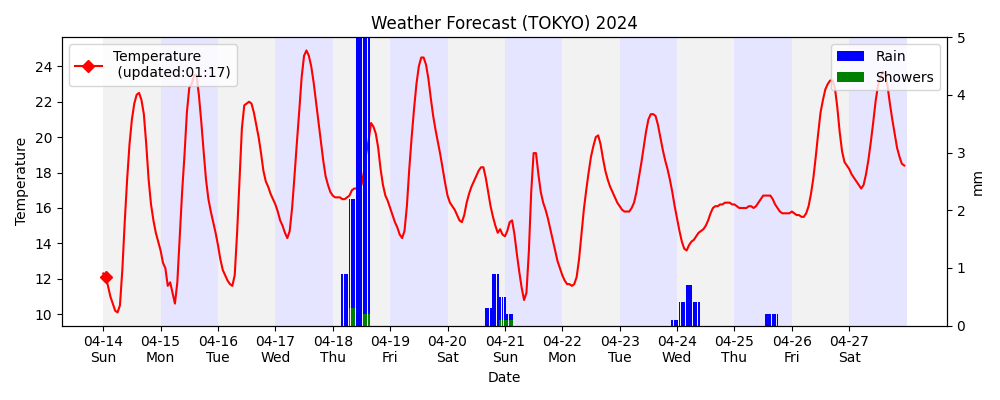 Weather Forecast (TOKYO) 2024
Temperature
(updated:01:17)
Rain
Showers
24
22
20
18
16
14
12
10
Temperature
5
4
3
2
1
0
mm
04-14 04-15 04-16 04-17 04-18 04-19 04-20 04-21 04-22 04-23 04-24 04-25 04-26 04-27
Sun Mon Tue Wed Thu Fri Sat Sun Mon Tue Wed Thu Fri Sat
Date